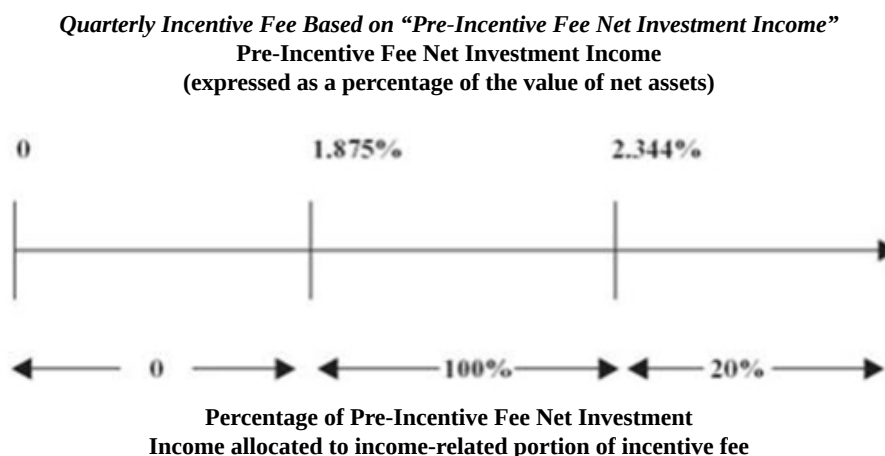 Quarterly Incentive Fee Based on “Pre-Incentive Fee Net Investment Income”
Pre-Incentive Fee Net Investment Income
(expressed as a percentage of the value of net assets)
0 1.875% 2.344%
0 100% 20%
Percentage of Pre-Incentive Fee Net Investment
Income allocated to income-related portion of incentive fee